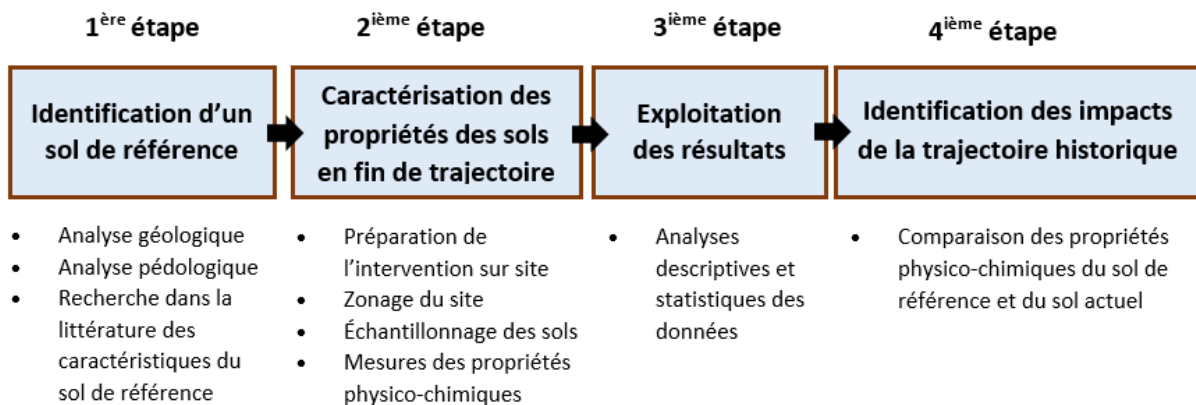 1ère étape
2ième étape
3ième étape
4ième étape
Identification d’un
sol de référence
Caractérisation des
propriétés des sols
en fin de trajectoire
Exploitation
des résultats
Identification des impacts
de la trajectoire historique
• Analyse géologique
• Analyse pédologique
• Recherche dans la
littérature des
caractéristiques du
sol de référence
• Préparation de
l’intervention sur site
• Zonage du site
• Échantillonnage des sols
• Mesures des propriétés
physico-chimiques
• Analyses
descriptives et
statistiques des
données
• Comparaison des propriétés
physico-chimiques du sol de
référence et du sol actuel